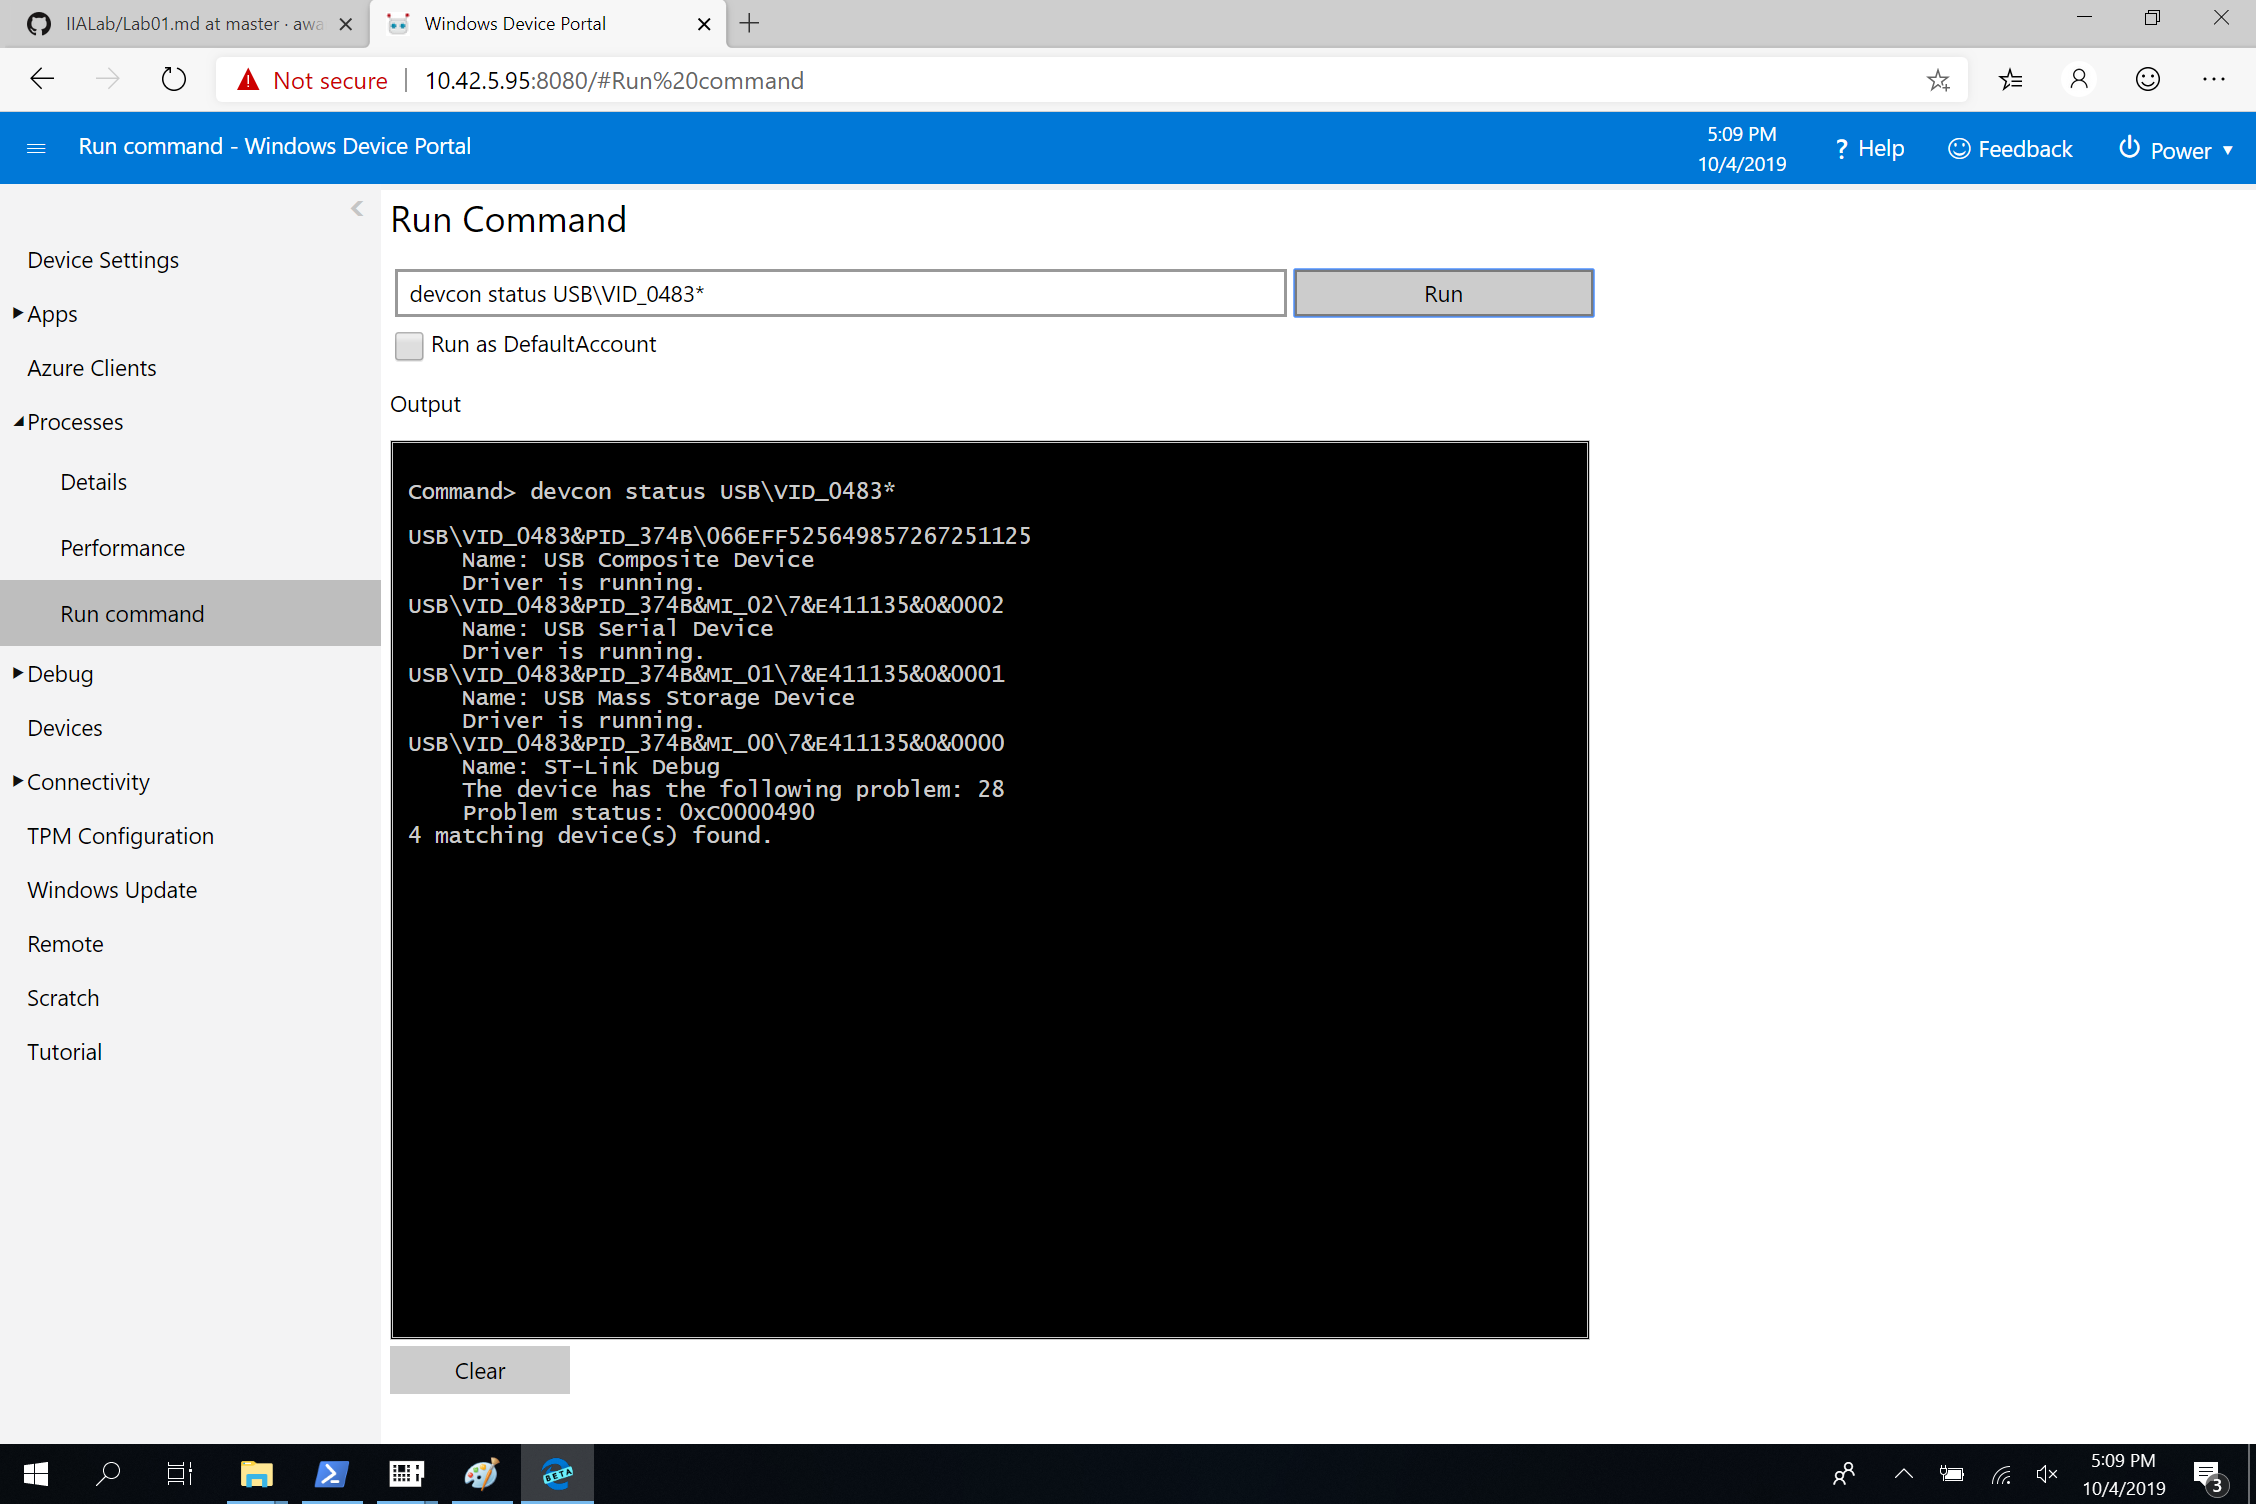 IIALab/Lab01.md at master · awa
Windows Device Portal
Not secure
10.42.5.95:8080/#Run%20command
Run command - Windows Device Portal
5:09 PM
10/4/2019
? Help
Feedback
Power
Device Settings
Apps
Azure Clients
Processes
Details
Performance
Run command
Debug
Devices
Connectivity
TPM Configuration
Windows Update
Remote
Scratch
Tutorial
Run Command
devcon status USB\VID_0483*
Run
Run as DefaultAccount
Output
Command> devcon status USB\VID_0483*
USB\VID_0483&PID_374B\066EFF525649857267251125
Name: USB Composite Device
Driver is running.
USB\VID_0483&PID_374B&MI_02\7&E411135&0&0002
Name: USB Serial Device
Driver is running.
USB\VID_0483&PID_374B&MI_01\7&E411135&0&0001
Name: USB Mass Storage Device
Driver is running.
USB\VID_0483&PID_374B&MI_00\7&E411135&0&0000
Name: ST-Link Debug
The device has the following problem: 28
Problem status: 0xC0000490
4 matching device(s) found.
Clear
BETA
5:09 PM
10/4/2019
3